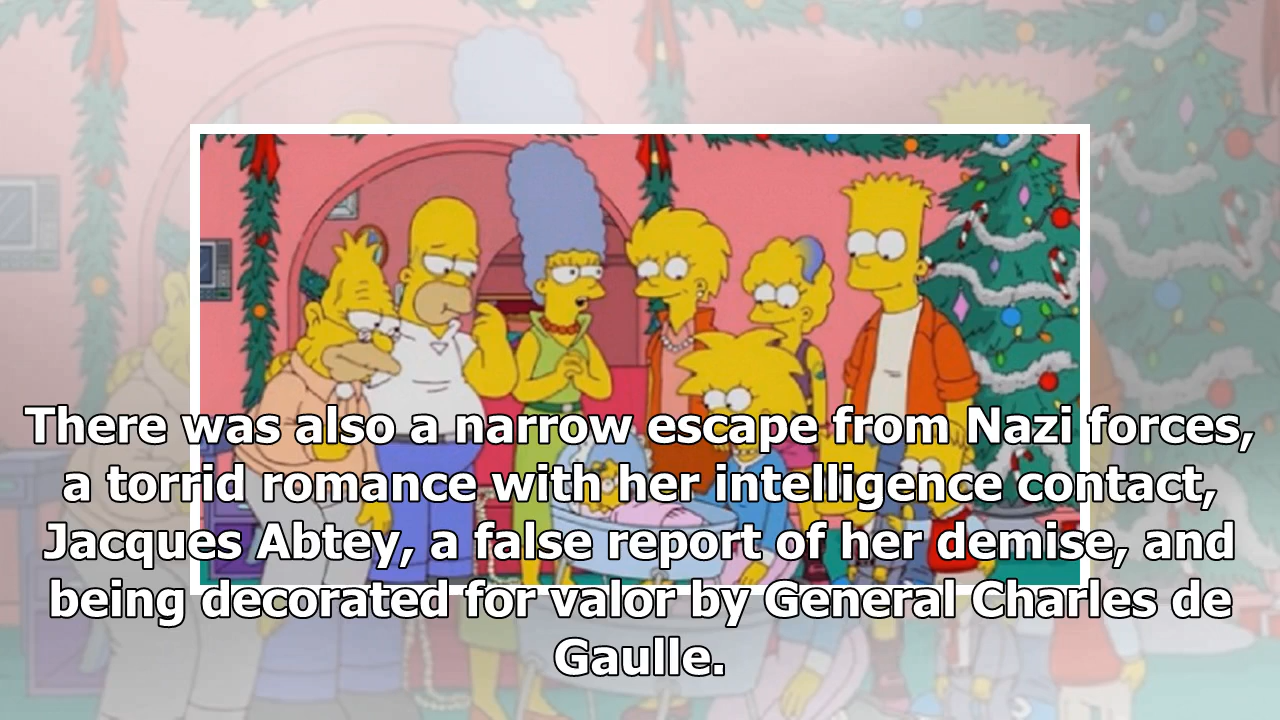 There was also a narrow escape from Nazi forces,
a torrid romance with her intelligence contact,
Jacques Abtey, a false report of her demise, and
being decorated for valor by General Charles de
Gaulle.